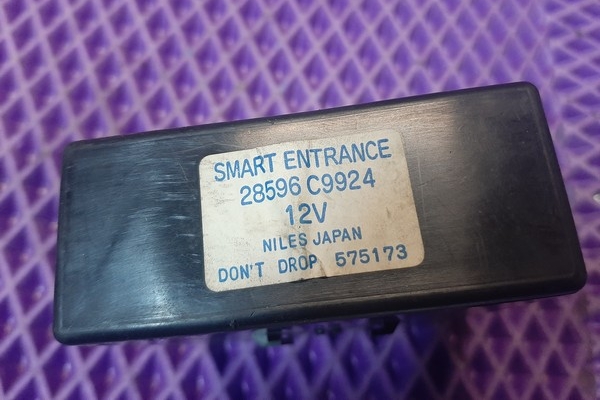 SMART ENTRANCE
28596 C9924
12V
NILES JAPAN
DON'T DROP 575173